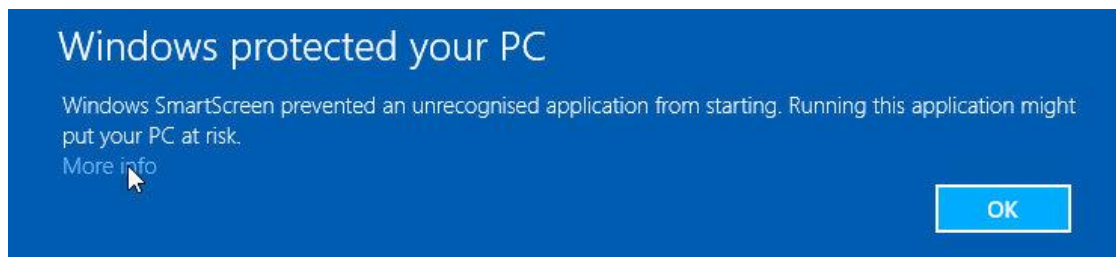 Windows protected your PC
Windows SmartScreen prevented an unrecognised application from starting. Running this application might
put your PC at risk.
More info
OK